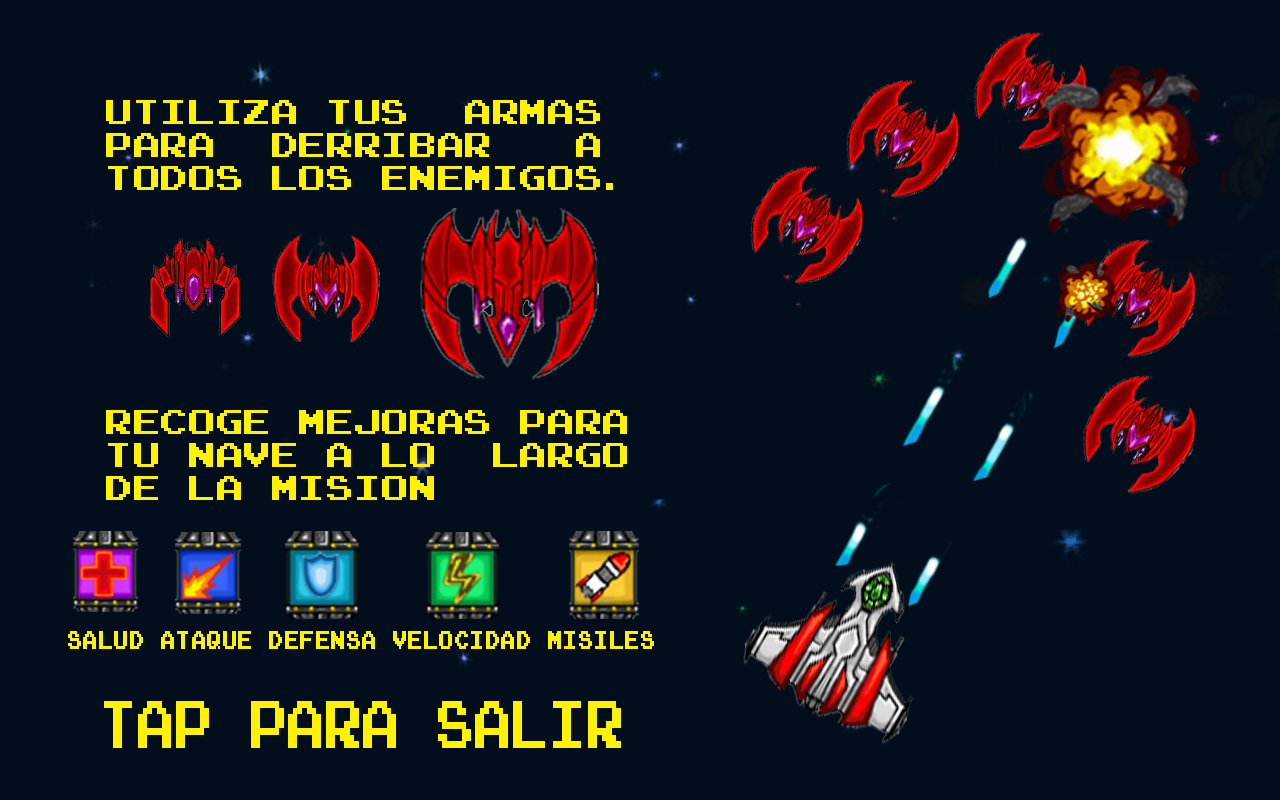 UTILIZA TUS ARMAS
PARA DERRIBAR A
TODOS LOS ENEMIGOS.
RECOGE MEJORAS PARA
TU NAVE A LO LARGO
DE LA MISION
SALUD ATAQUE DEFENSA VELOCIDAD MISILES
TAP PARA SALIR